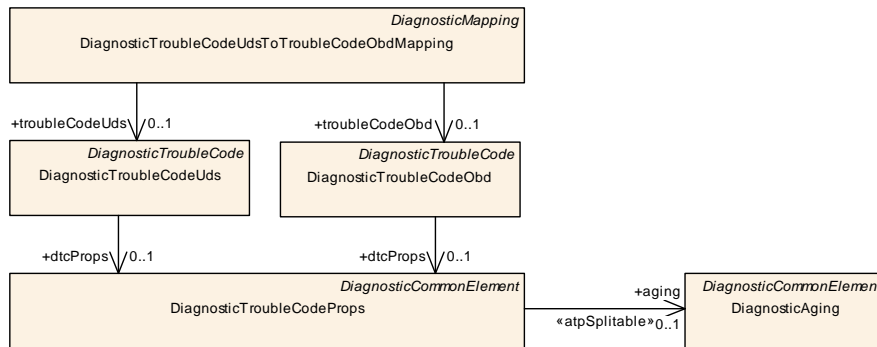 DiagnosticMapping
DiagnosticTroubleCodeUdsToTroubleCodeObdMapping
+troubleCodeUds 0..1
+troubleCodeObd 0..1
DiagnosticTroubleCode
DiagnosticTroubleCodeUds
DiagnosticTroubleCode
DiagnosticTroubleCodeObd
+dtcProps 0..1
+dtcProps 0..1
DiagnosticCommonElement
DiagnosticTroubleCodeProps
+aging
«atpSplitable» 0..1
DiagnosticCommonElement
DiagnosticAging